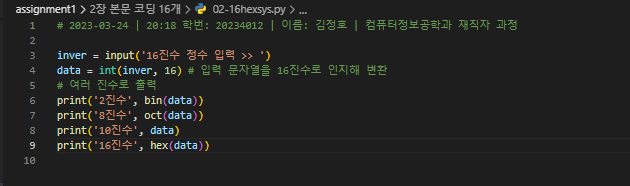 assignment1 > 2장 본문 코딩 16개 > 02-16hexsys.py > ...
1 # 2023-03-24 | 20:18 학번: 20234012 | 이름: 김정호 | 컴퓨터정보공학과 재직자 과정
2
3 inver = input('16진수 정수 입력 >> ')
4 data = int(inver, 16) # 입력 문자열을 16진수로 인지해 변환
5 # 여러 진수로 출력
6 print('2진수', bin(data))
7 print('8진수', oct(data))
8 print('10진수', data)
9 print('16진수', hex(data))
10